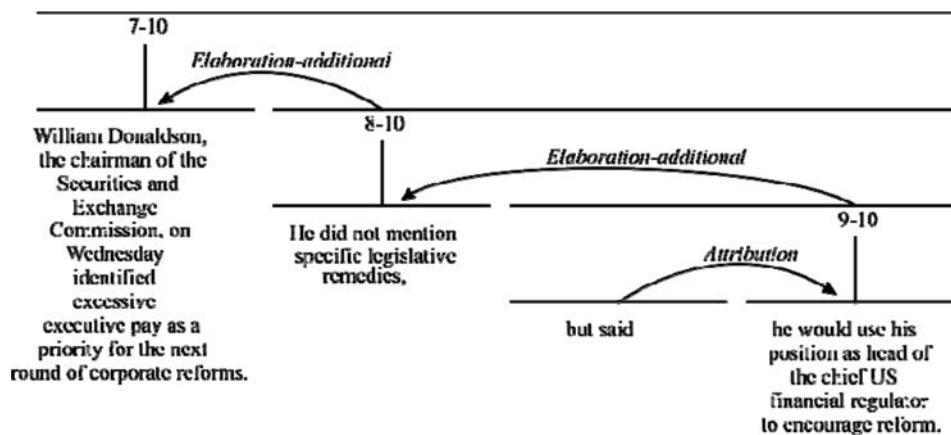 7-10
Elaboration-additional
William Donaldson,
the chairman of the
Securities and
Exchange
Commission, on
Wednesday
identified
excessive
executive pay as a
priority for the next
round of corporate reforms.
8-10
Elaboration-additional
He did not mention
specific legislative
remedies,
9-10
Attribution
but said
he would use his
position as head of
the chief US
financial regulator
to encourage reform.